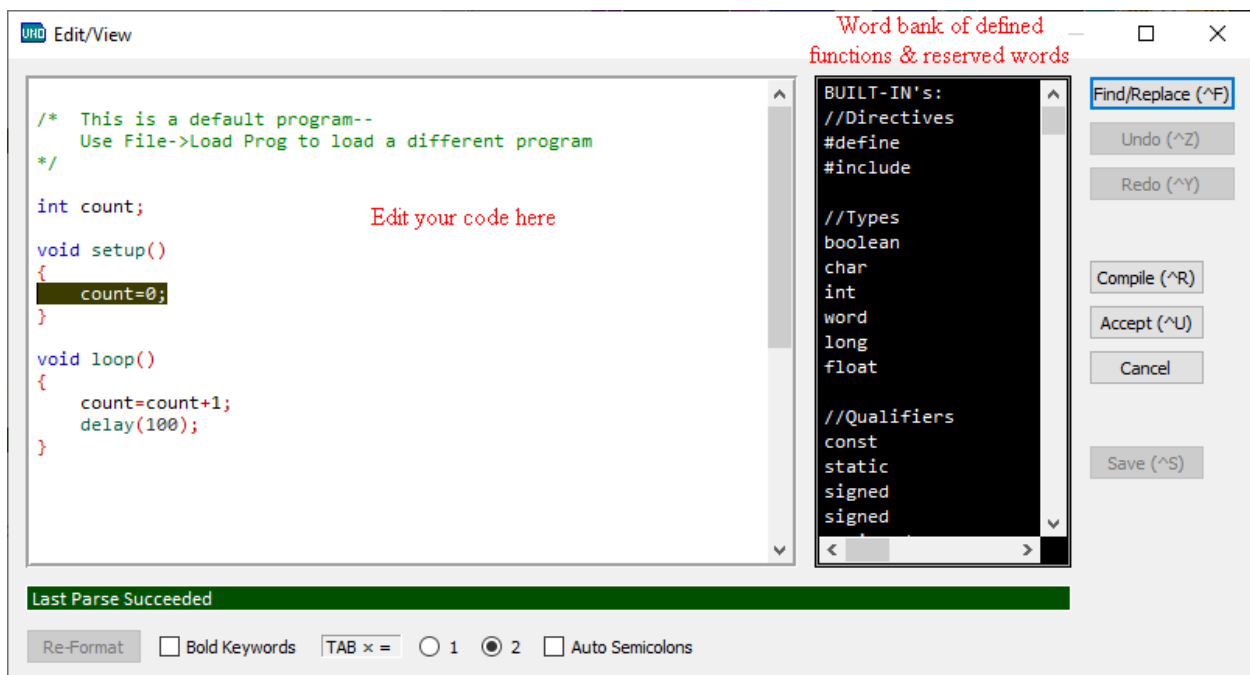 UNO Edit/View
Word bank of defined
functions & reserved words
/*  This is a default program--
    Use File->Load Prog to load a different program
*/
int count;
Edit your code here
void setup()
{
    count=0;
}
void loop()
{
    count=count+1;
    delay(100);
}
BUILT-IN's:
//Directives
#define
#include
//Types
boolean
char
int
word
long
float
//Qualifiers
const
static
signed
signed
Find/Replace (^F)
Undo (^Z)
Redo (^Y)
Compile (^R)
Accept (^U)
Cancel
Save (^S)
Last Parse Succeeded
Re-Format Bold Keywords TAB × = 1 2 Auto Semicolons